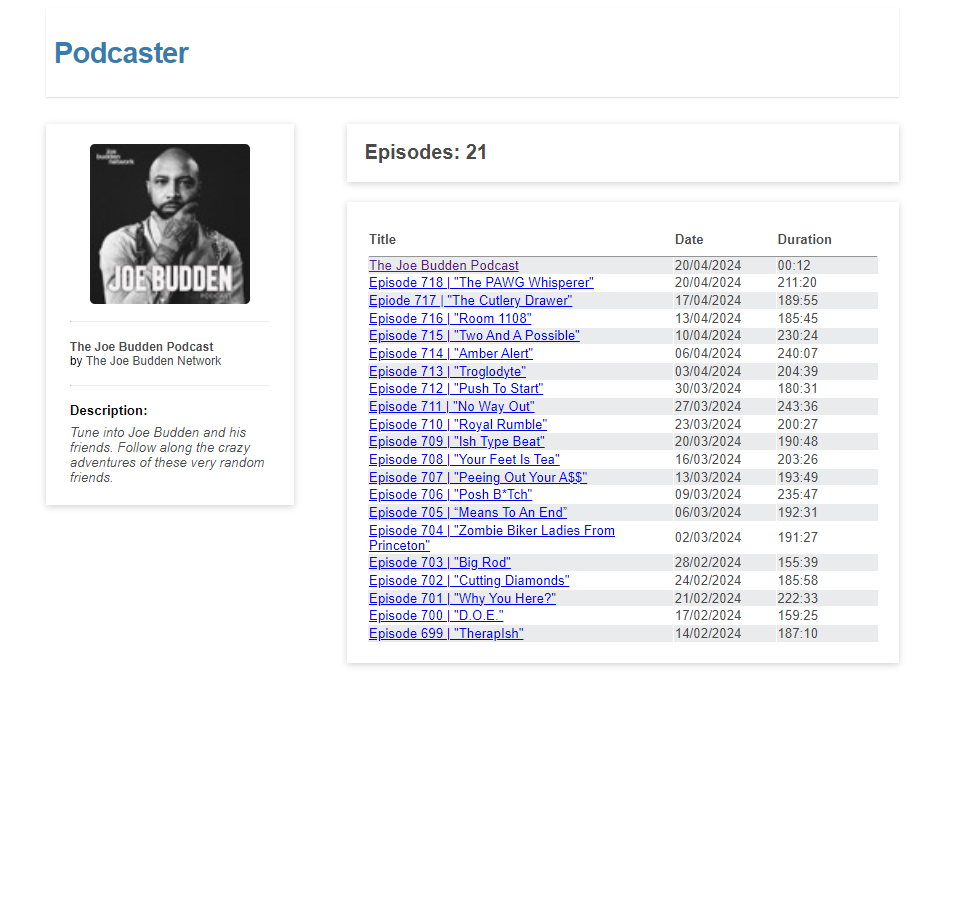 Podcaster
Joe
budden
network
JOE BUDDEN
PODCAST
The Joe Budden Podcast
by The Joe Budden Network
Description:
Tune into Joe Budden and his
friends. Follow along the crazy
adventures of these very random
friends.
Episodes: 21
Title Date Duration
The Joe Budden Podcast 20/04/2024 00:12
Episode 718 | "The PAWG Whisperer" 20/04/2024 211:20
Epiode 717 | "The Cutlery Drawer" 17/04/2024 189:55
Episode 716 | "Room 1108" 13/04/2024 185:45
Episode 715 | "Two And A Possible" 10/04/2024 230:24
Episode 714 | "Amber Alert" 06/04/2024 240:07
Episode 713 | "Troglodyte" 03/04/2024 204:39
Episode 712 | "Push To Start" 30/03/2024 180:31
Episode 711 | "No Way Out" 27/03/2024 243:36
Episode 710 | "Royal Rumble" 23/03/2024 200:27
Episode 709 | "Ish Type Beat" 20/03/2024 190:48
Episode 708 | "Your Feet Is Tea" 16/03/2024 203:26
Episode 707 | "Peeing Out Your A$$" 13/03/2024 193:49
Episode 706 | "Posh B*Tch" 09/03/2024 235:47
Episode 705 | “Means To An End” 06/03/2024 192:31
Episode 704 | "Zombie Biker Ladies From
Princeton" 02/03/2024 191:27
Episode 703 | "Big Rod" 28/02/2024 155:39
Episode 702 | "Cutting Diamonds" 24/02/2024 185:58
Episode 701 | "Why You Here?" 21/02/2024 222:33
Episode 700 | "D.O.E." 17/02/2024 159:25
Episode 699 | "TherapIsh" 14/02/2024 187:10